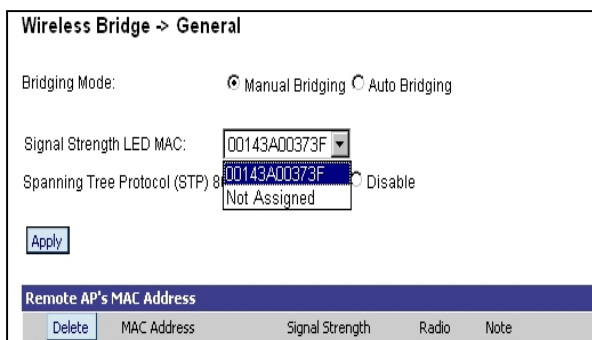 Wireless Bridge -> General
Bridging Mode: Manual Bridging Auto Bridging
Signal Strength LED MAC: 00143A00373F
00143A00373F
Spanning Tree Protocol (STP) 8 Disable
Not Assigned
Apply
Remote AP's MAC Address
Delete MAC Address Signal Strength Radio Note